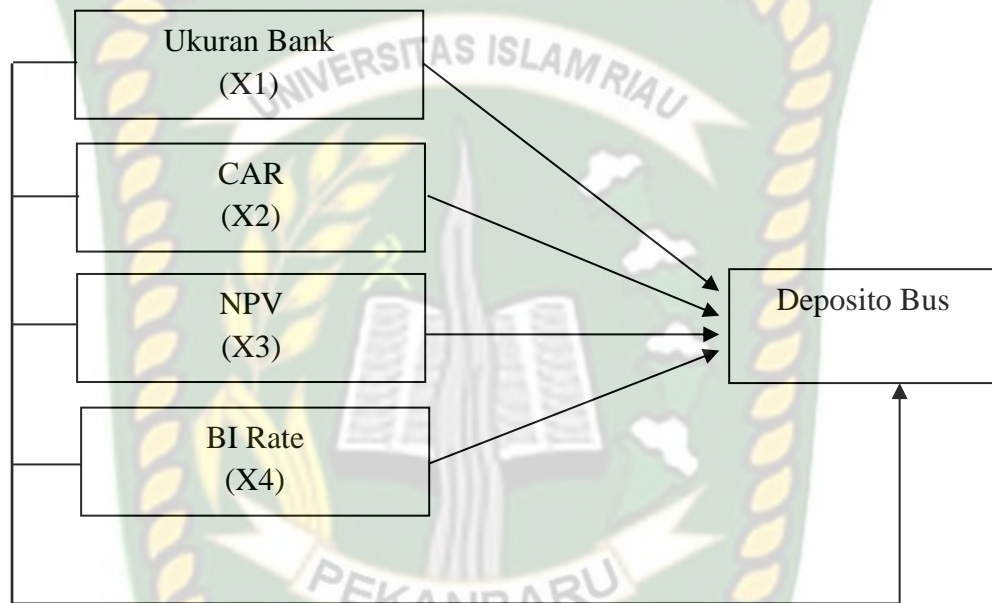 Ukuran Bank
(X1)
CAR
(X2)
NPV
(X3)
BI Rate
(X4)
Deposito Bus
UNIVERSITAS ISLAM RIAU
PEKANBARU